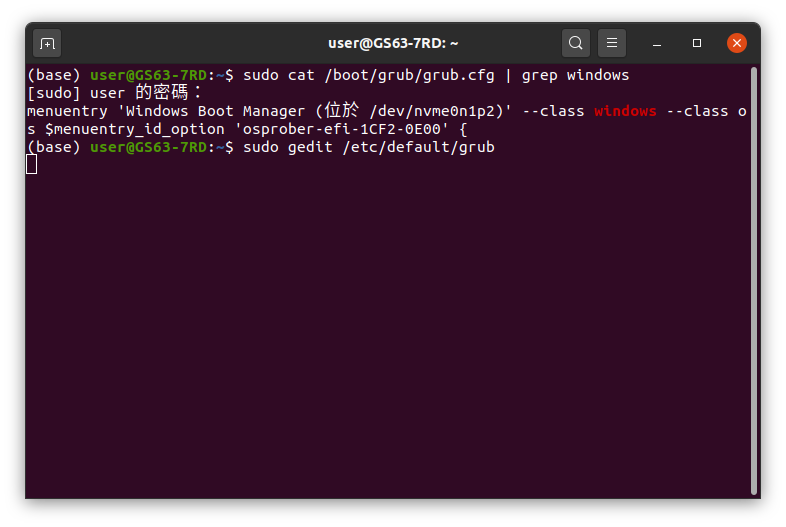 user@GS63-7RD: ~
(base) user@GS63-7RD:~$ sudo cat /boot/grub/grub.cfg | grep windows
[sudo] user 的密碼：
menuentry 'Windows Boot Manager (位於 /dev/nvme0n1p2)' --class windows --class o
s $menuentry_id_option 'osprober-efi-1CF2-0E00' {
(base) user@GS63-7RD:~$ sudo gedit /etc/default/grub